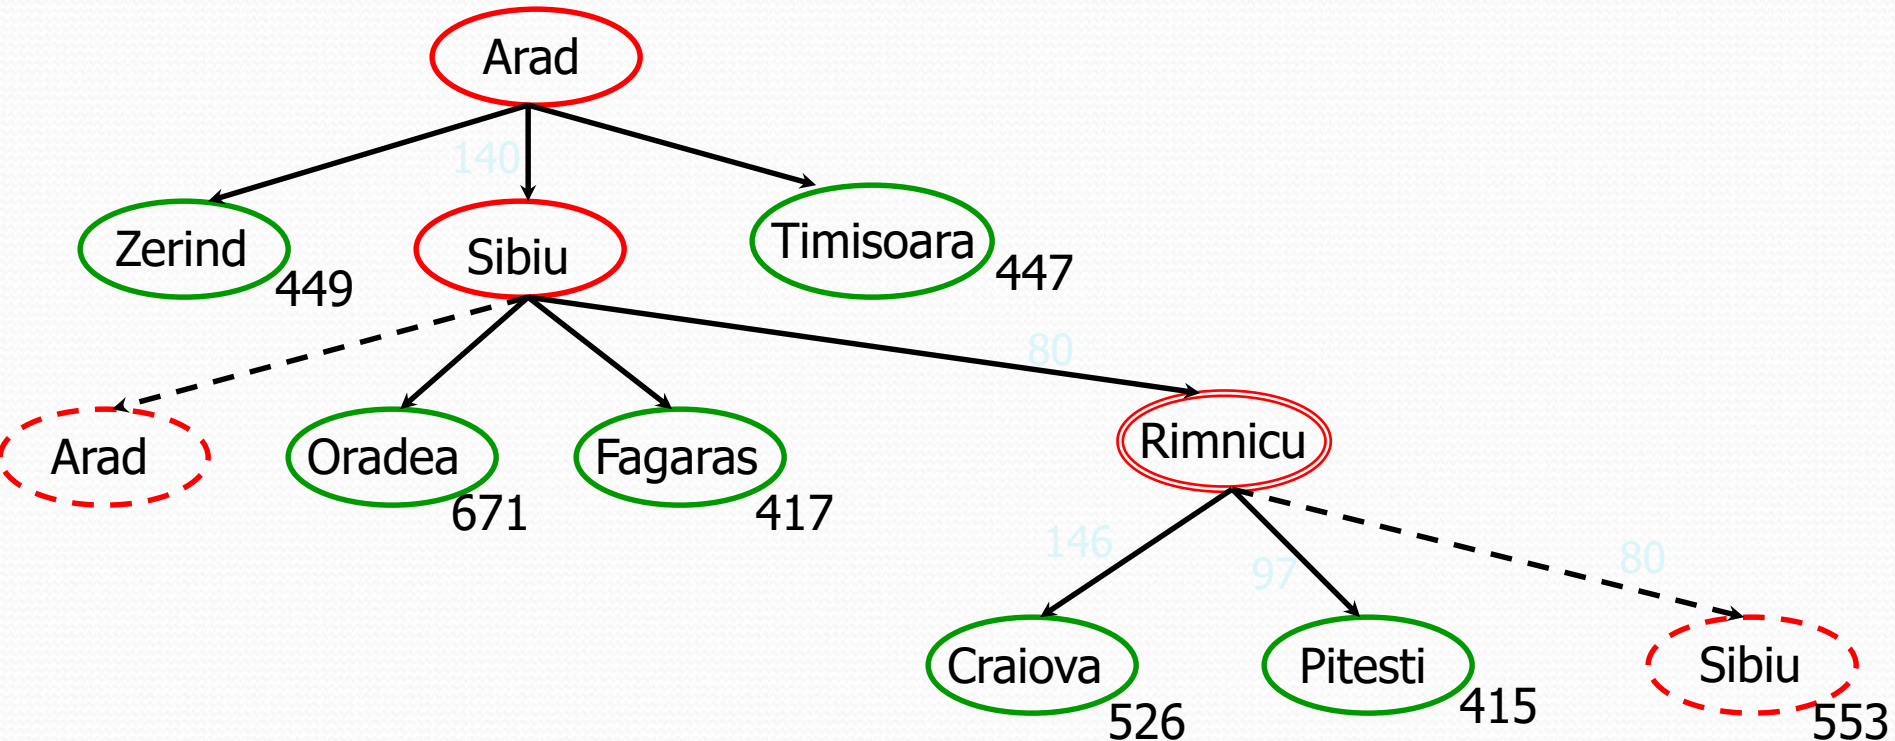 Arad
140
Zerind
Sibiu
Timisoara
449
447
80
Arad
Oradea
Fagaras
Rimnicu
671
417
146
97
80
Craiova
Pitesti
Sibiu
526
415
553